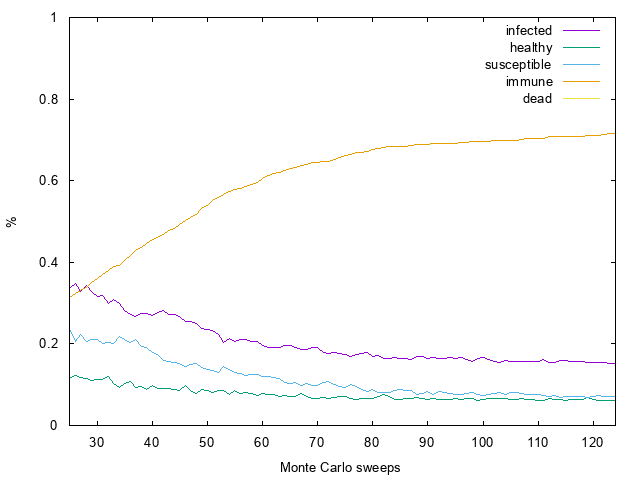 1
0.8
0.6
0.4
0.2
0
%
infected
healthy
susceptible
immune
dead
30 40 50 60 70 80 90 100 110 120
Monte Carlo sweeps